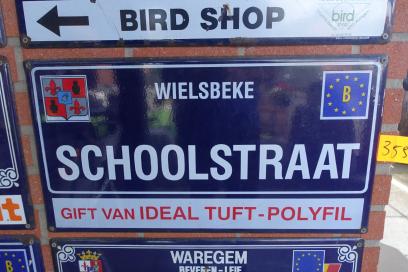 BIRD SHOP
bird
WIELSBEKE
B
SCHOOLSTRAAT
GIFT VAN IDEAL TUFT-POLYFIL
WAREGEM
BEVEREN-LEIE